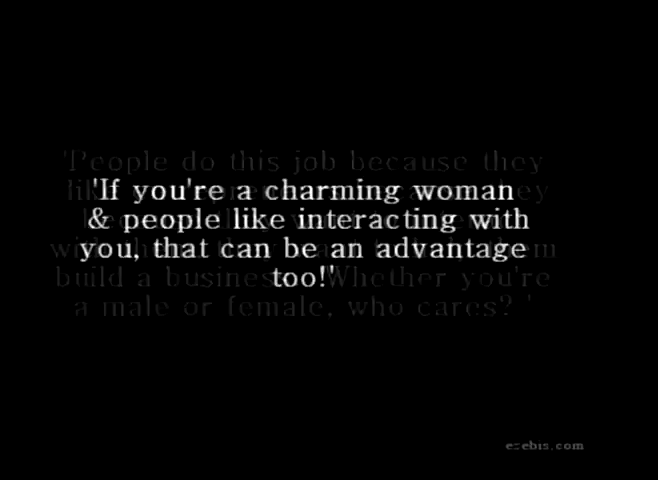 'People do this job because they
'If you're a charming woman
& people like interacting with
you, that can be an advantage
too!'
build a business. Whether you're
a male or female, who cares? '
ezebis.com